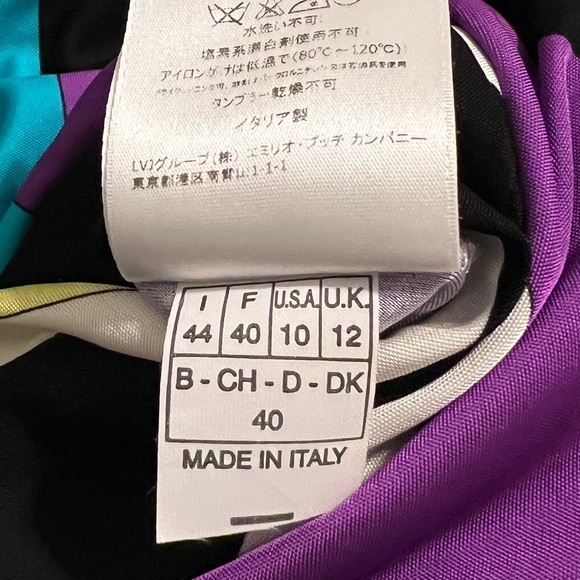 水洗い不可
塩素系漂白剤使用不可
アイロンがけは低温で(80℃〜120℃)
タンブラー乾燥不可
イタリア製
LVJグループ(株) エミリオ・プッチ カンパニー
東京都港区南青山1-1-1
I F U.S.A. U.K.
44 40 10 12
B - CH - D - DK
40
MADE IN ITALY